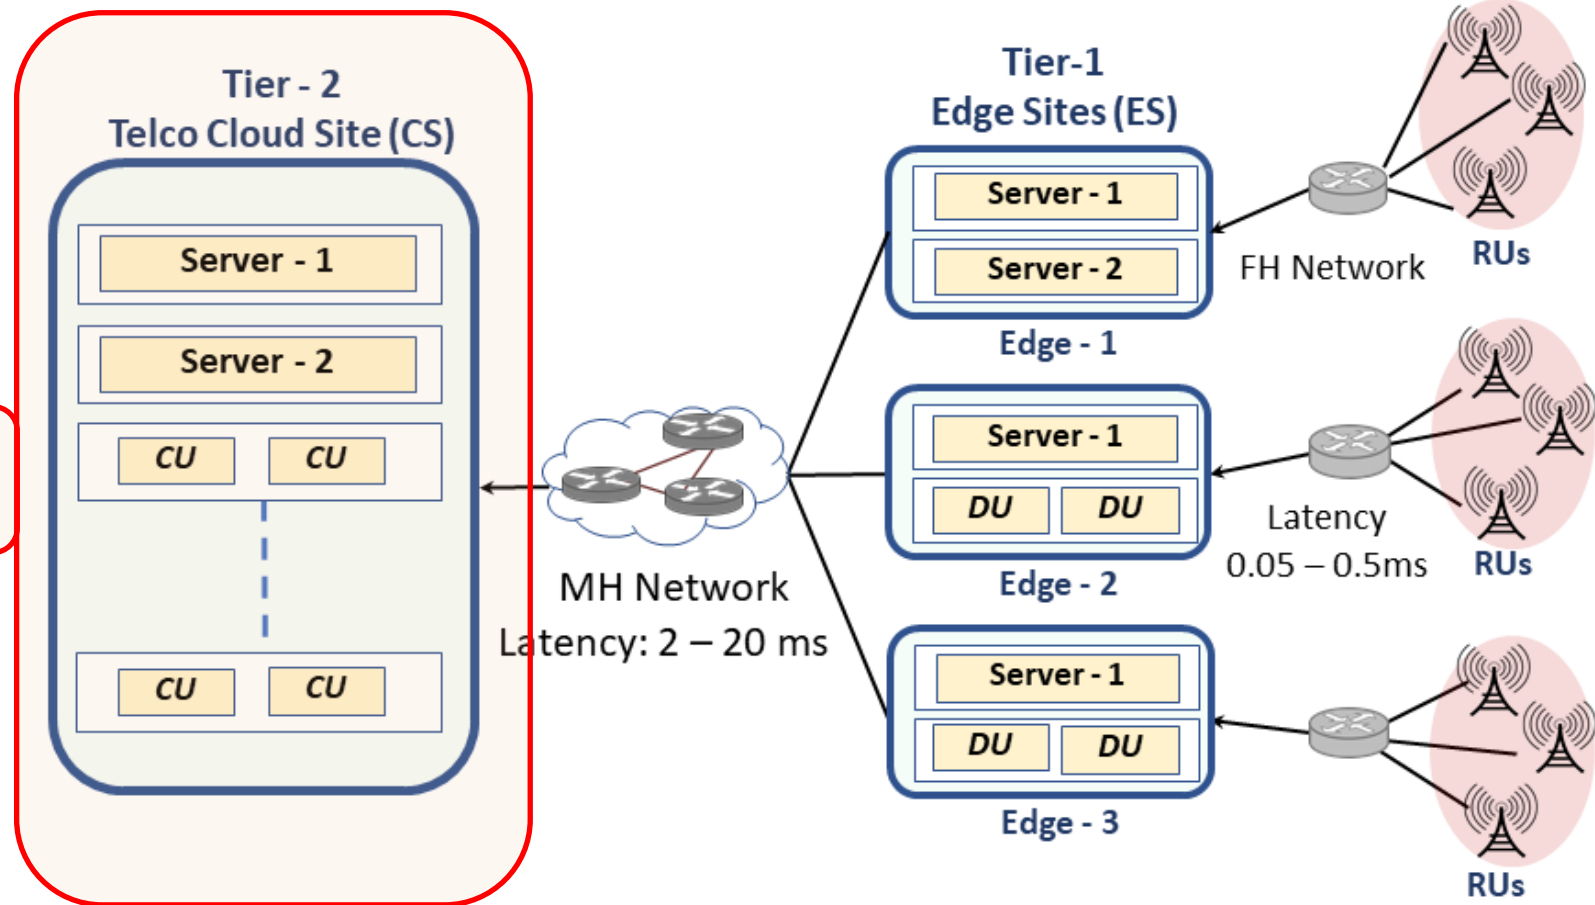 Tier - 2
Telco Cloud Site (CS)
Server - 1
Server - 2
CU CU
CU CU
MH Network
Latency: 2 – 20 ms
Tier-1
Edge Sites (ES)
Server - 1
Server - 2
Edge - 1
Server - 1
DU DU
Edge - 2
Server - 1
DU DU
Edge - 3
FH Network
RUs
Latency
0.05 – 0.5ms
RUs
RUs